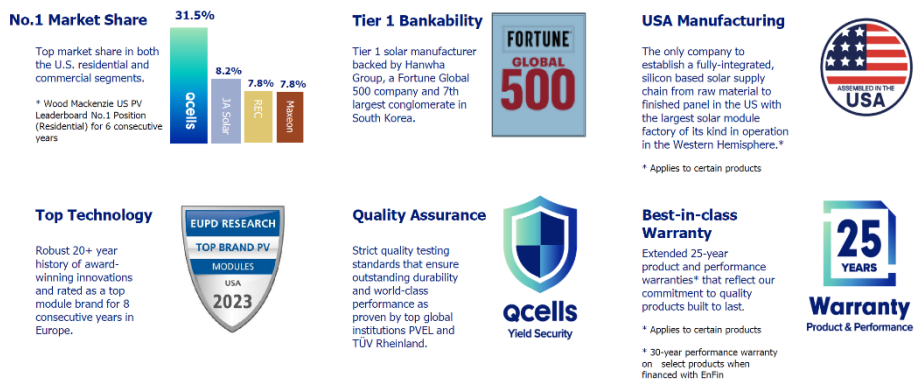 No.1 Market Share
Top market share in both
the U.S. residential and
commercial segments.
* Wood Mackenzie US PV
Leaderboard No.1 Position
(Residential) for 6 consecutive
years
31.5%
8.2%
7.8%
7.8%
Qcells
JA Solar
REC
Maxeon
Tier 1 Bankability
Tier 1 solar manufacturer
backed by Hanwha
Group, a Fortune Global
500 company and 7th
largest conglomerate in
South Korea.
FORTUNE
GLOBAL
500
USA Manufacturing
The only company to
establish a fully-integrated,
silicon based solar supply
chain from raw material to
finished panel in the US with
the largest solar module
factory of its kind in operation
in the Western Hemisphere.*
* Applies to certain products
ASSEMBLED IN THE
USA
Top Technology
Robust 20+ year
history of award-
winning innovations
and rated as a top
module brand for 8
consecutive years in
Europe.
EUPD RESEARCH
TOP BRAND PV
MODULES
USA
2023
Quality Assurance
Strict quality testing
standards that ensure
outstanding durability
and world-class
performance as
proven by top global
institutions PVEL and
TÜV Rheinland.
Qcells
Yield Security
Best-in-class
Warranty
Extended 25-year
product and performance
warranties* that reflect our
commitment to quality
products built to last.
* Applies to certain products
* 30-year performance warranty
on select products when
financed with EnFin
25
YEARS
Warranty
Product & Performance